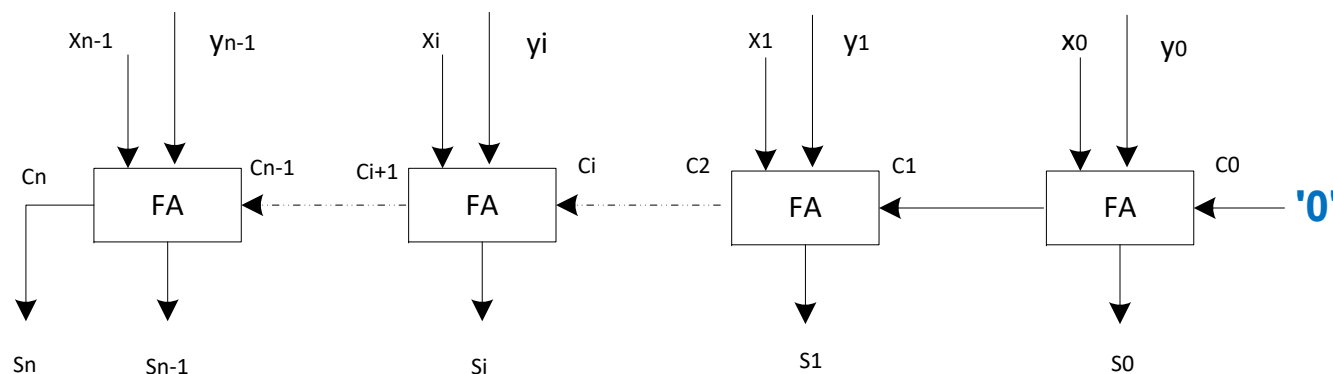 Xn-1 yn-1 Xi yi X1 y1 x0 y0
Cn Cn-1 Ci+1 Ci C2 C1 C0
FA FA FA FA '0'
Sn Sn-1 Si S1 S0